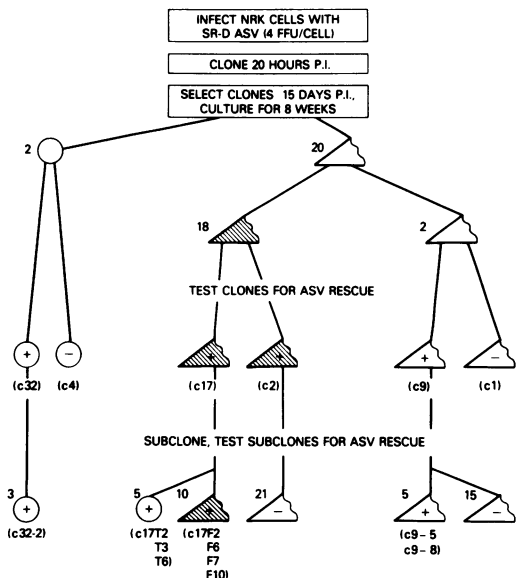 INFECT NRK CELLS WITH
SR-D ASV (4 FFU/CELL)
CLONE 20 HOURS P.I.
SELECT CLONES 15 DAYS P.I.,
CULTURE FOR 8 WEEKS
2
20
18
2
TEST CLONES FOR ASV RESCUE
+
−
+
+
+
−
(c32)
(c4)
(c17)
(c2)
(c9)
(c1)
SUBCLONE, TEST SUBCLONES FOR ASV RESCUE
3
5
10
21
5
15
+
+
+
−
+
−
(c32-2)
(c17T2
T3
T6)
(c17F2
F6
F7
F10)
(c9-5
c9-8)